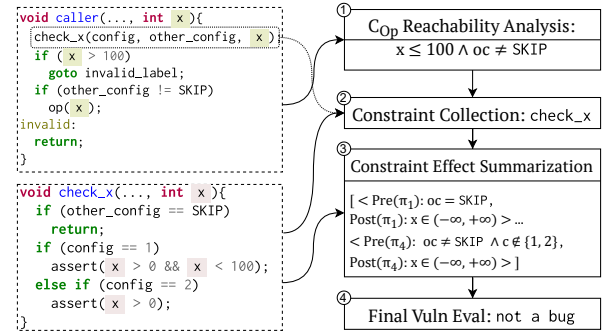 void caller(..., int x){
check_x(config, other_config, x)
if (x > 100)
goto invalid_label;
if (other_config != SKIP)
op(x);
invalid:
return;
}
void check_x(..., int x){
if (other_config == SKIP)
return;
if (config == 1)
assert(x > 0 && x < 100);
else if (config == 2)
assert(x > 0);
}
1
C_Op Reachability Analysis:
x ≤ 100 ∧ oc ≠ SKIP
2
Constraint Collection: check_x
3
Constraint Effect Summarization
[ < Pre(π₁): oc = SKIP,
Post(π₁): x ∈ (−∞, +∞) > ...
< Pre(π₄): oc ≠ SKIP ∧ c ∉ {1, 2},
Post(π₄): x ∈ (−∞, +∞) > ]
4
Final Vuln Eval: not a bug